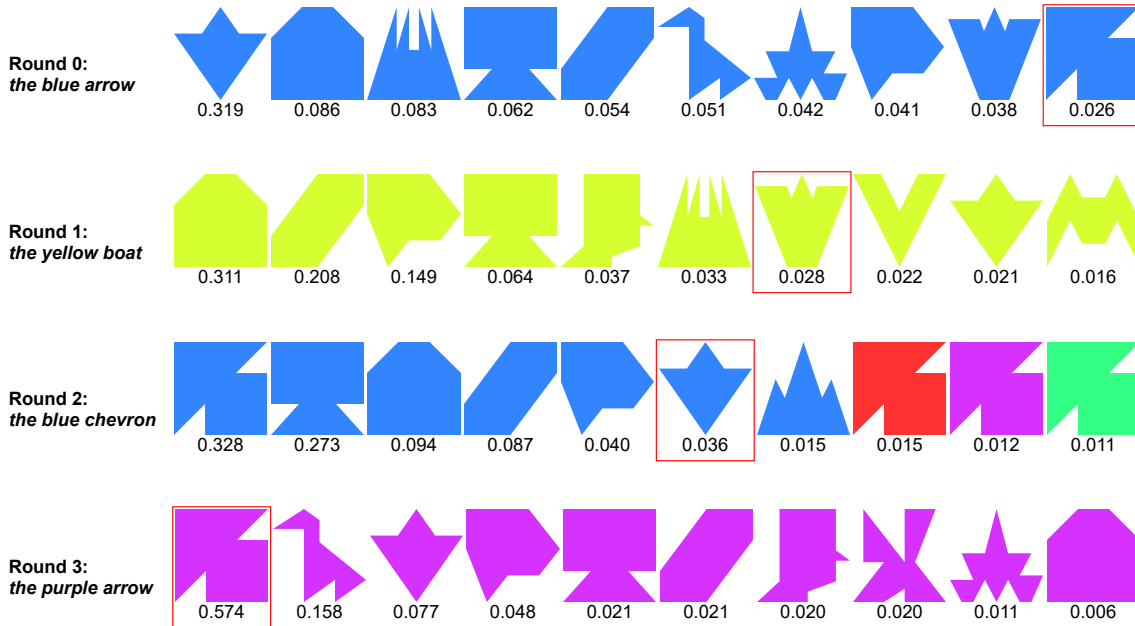 Round 0:
the blue arrow
0.319 0.086 0.083 0.062 0.054 0.051 0.042 0.041 0.038 0.026
Round 1:
the yellow boat
0.311 0.208 0.149 0.064 0.037 0.033 0.028 0.022 0.021 0.016
Round 2:
the blue chevron
0.328 0.273 0.094 0.087 0.040 0.036 0.015 0.015 0.012 0.011
Round 3:
the purple arrow
0.574 0.158 0.077 0.048 0.021 0.021 0.020 0.020 0.011 0.006